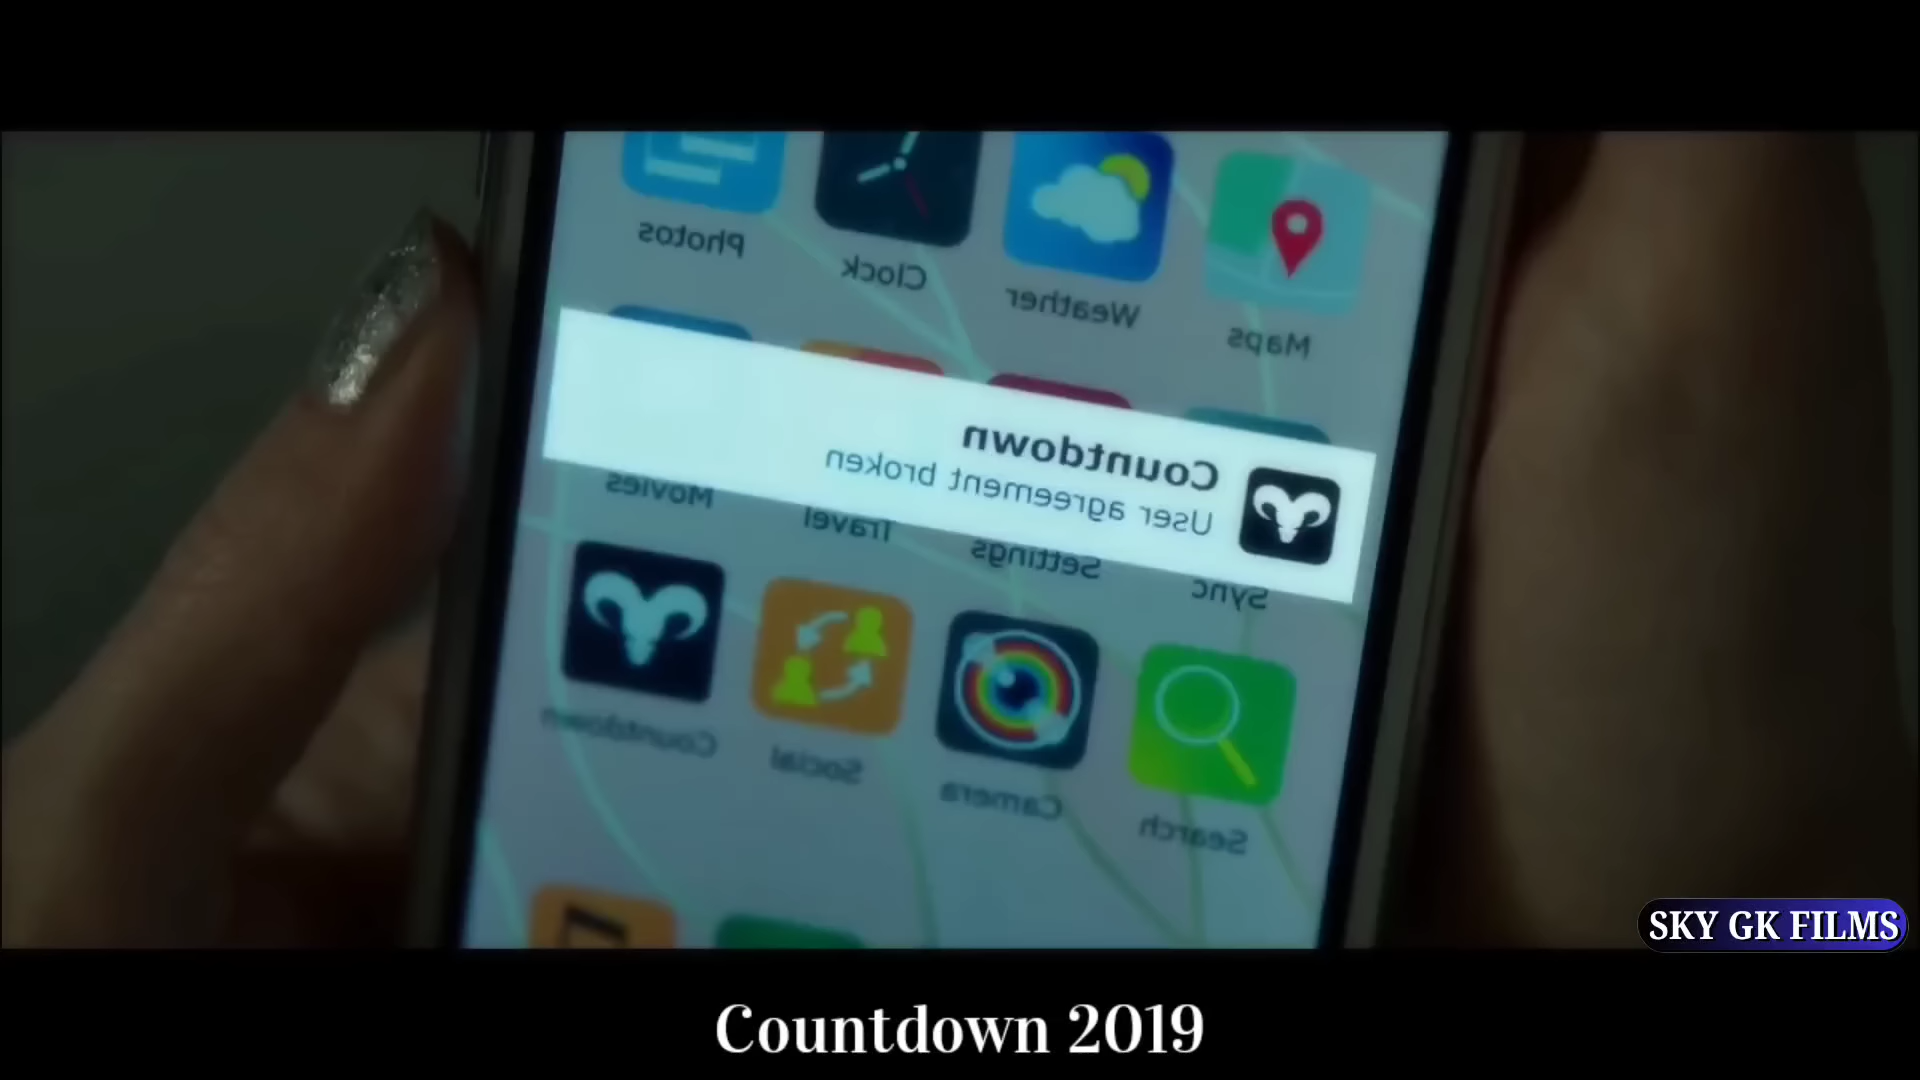 Photos
Clock
Weather
Maps
Countdown
User agreement broken
Movies
Travel
Settings
Sync
Countdown
Social
Camera
Search
SKY GK FILMS
Countdown 2019